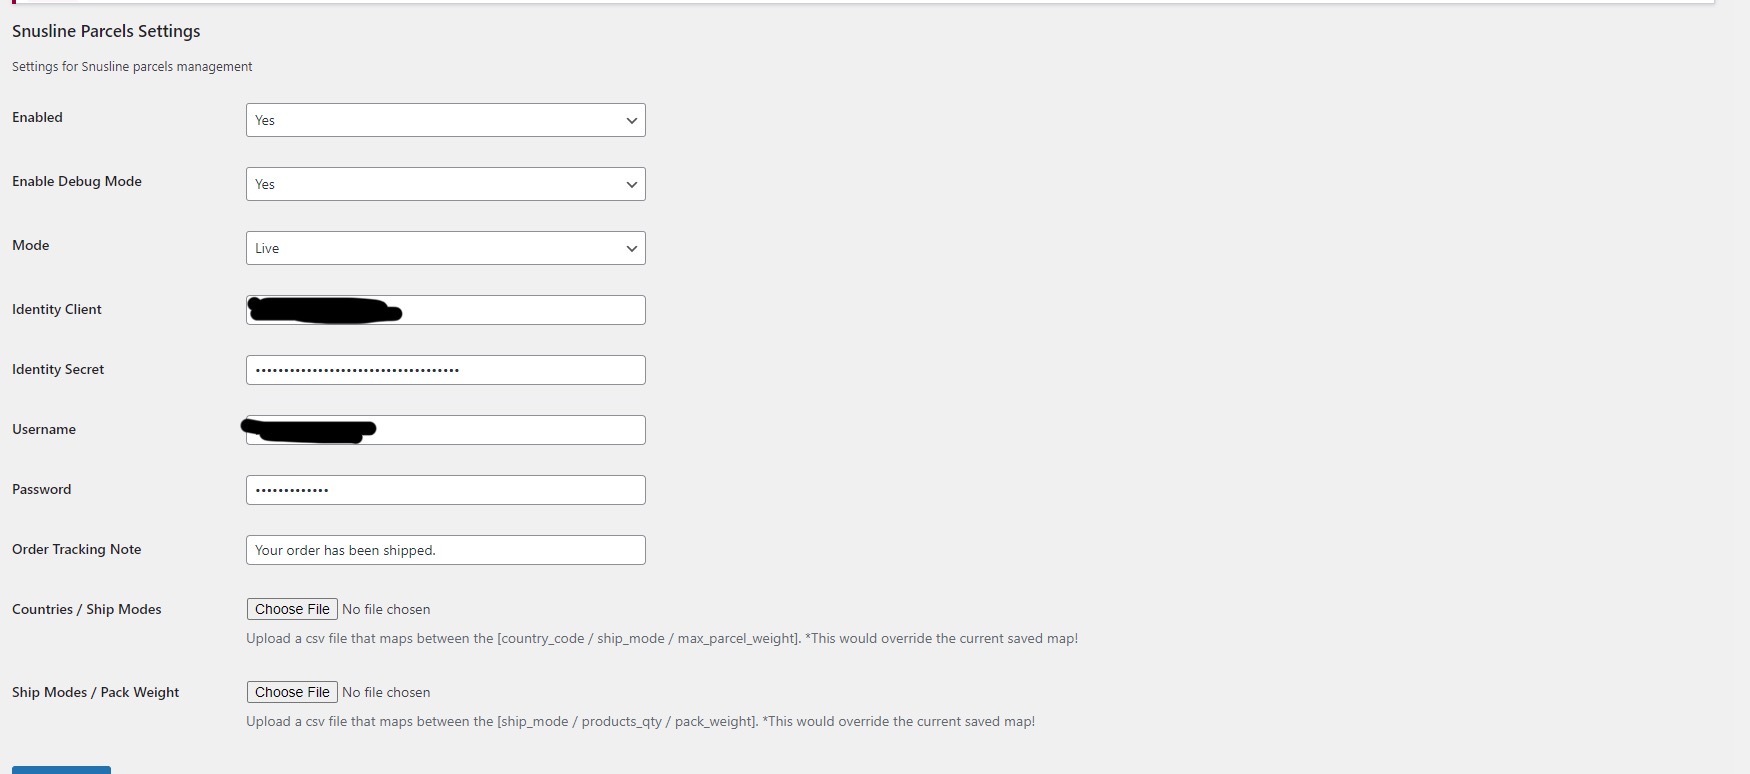 Snusline Parcels Settings
Settings for Snusline parcels management
Enabled
Yes
Enable Debug Mode
Yes
Mode
Live
Identity Client
Identity Secret
••••••••••••••••••••••••••••••••••••
Username
Password
•••••••••••••
Order Tracking Note
Your order has been shipped.
Countries / Ship Modes
Choose File No file chosen
Upload a csv file that maps between the [country_code / ship_mode / max_parcel_weight]. *This would override the current saved map!
Ship Modes / Pack Weight
Choose File No file chosen
Upload a csv file that maps between the [ship_mode / products_qty / pack_weight]. *This would override the current saved map!